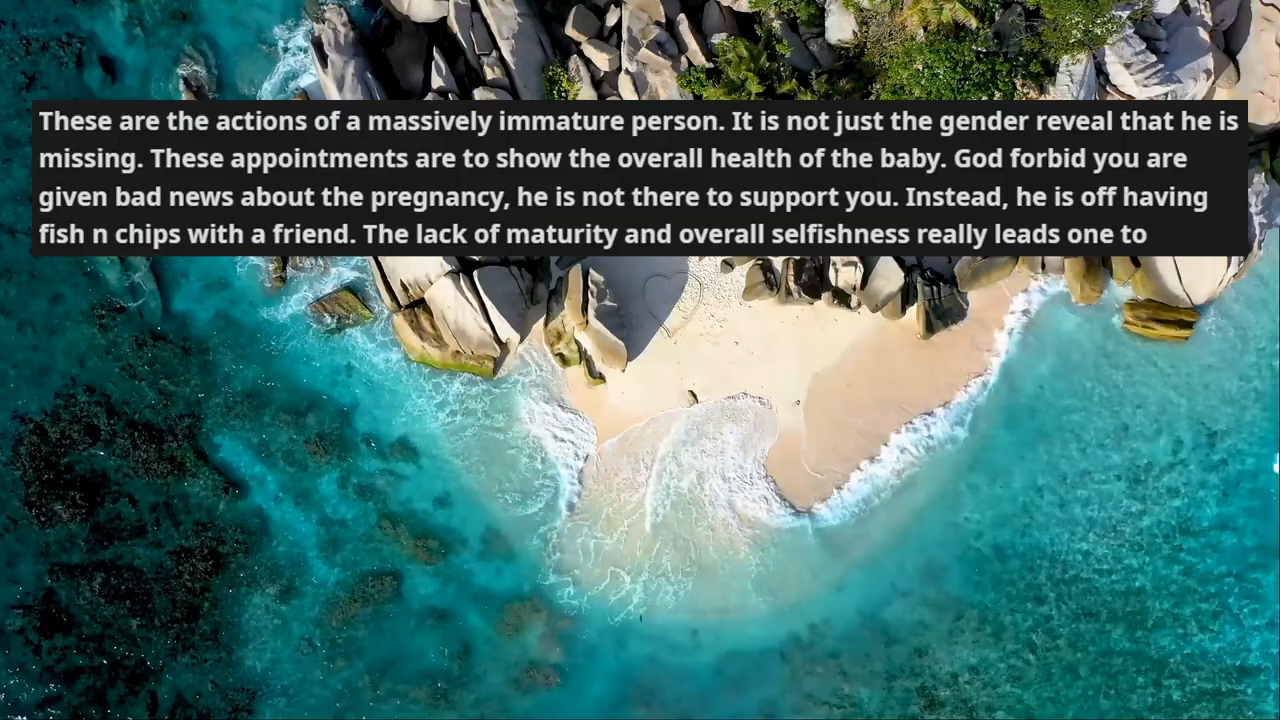 These are the actions of a massively immature person. It is not just the gender reveal that he is
missing. These appointments are to show the overall health of the baby. God forbid you are
given bad news about the pregnancy, he is not there to support you. Instead, he is off having
fish n chips with a friend. The lack of maturity and overall selfishness really leads one to